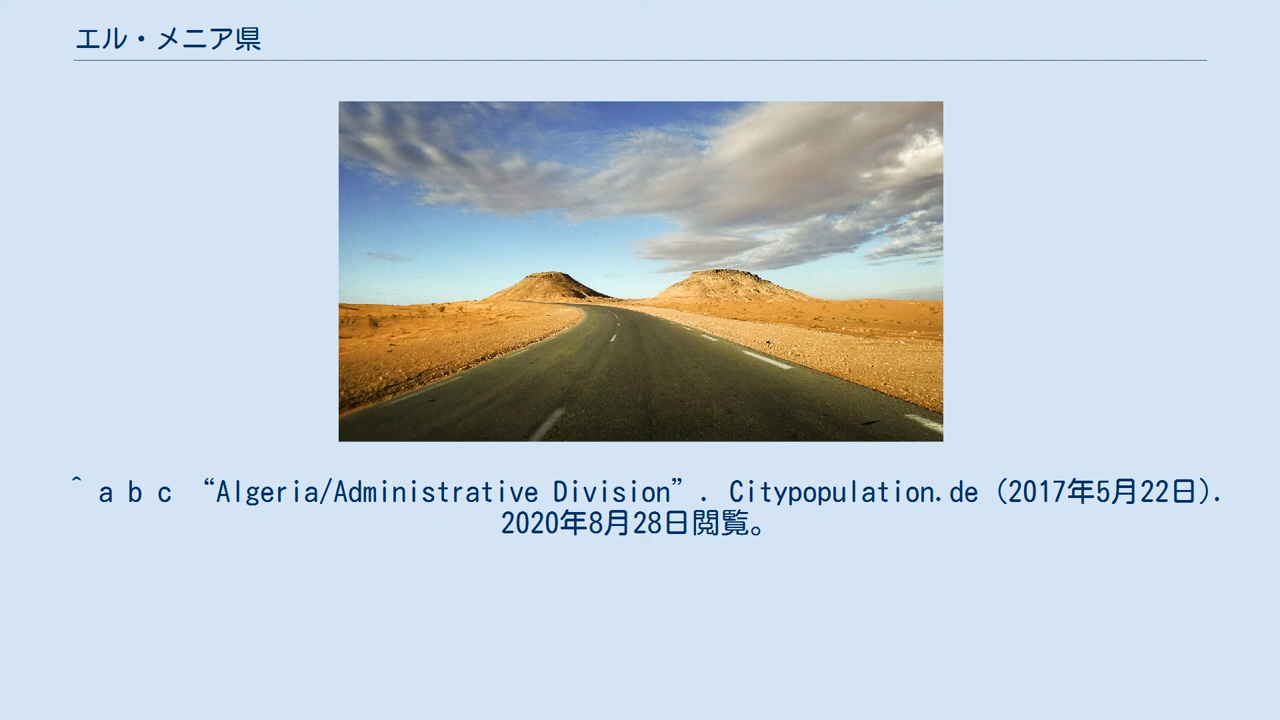 エル・メニア県
^ a b c “Algeria/Administrative Division”. Citypopulation.de (2017年5月22日).
2020年8月28日閲覧。